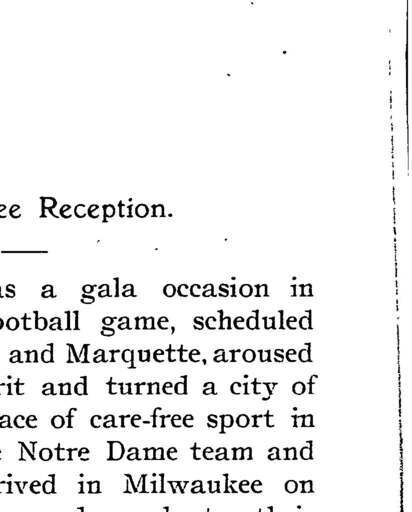 ee Reception.
as a gala occasion in
ootball game, scheduled
and Marquette, aroused
rit and turned a city of
ace of care-free sport in
Notre Dame team and
rived in Milwaukee on